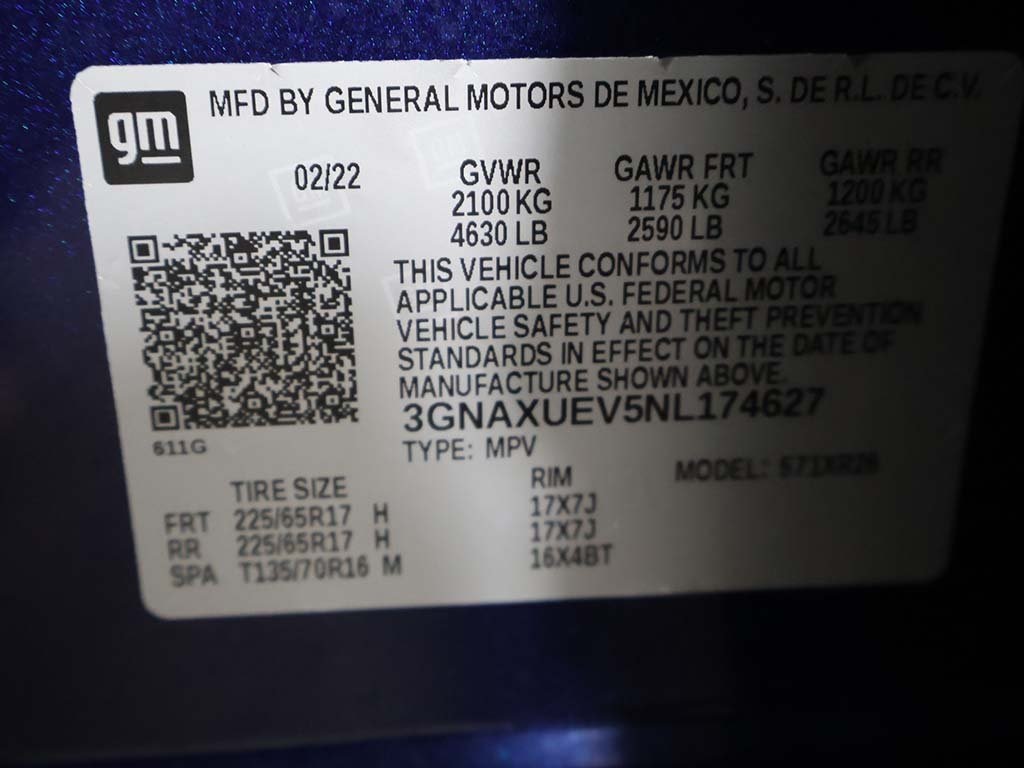 gm
MFD BY GENERAL MOTORS DE MEXICO, S. DE R.L. DE C.V.
02/22 GVWR GAWR FRT GAWR RR
2100 KG 1175 KG 1200 KG
4630 LB 2590 LB 2645 LB
THIS VEHICLE CONFORMS TO ALL
APPLICABLE U.S. FEDERAL MOTOR
VEHICLE SAFETY AND THEFT PREVENTION
STANDARDS IN EFFECT ON THE DATE OF
MANUFACTURE SHOWN ABOVE.
3GNAXUEV5NL174627
611G
TYPE: MPV
MODEL: 571XR26
TIRE SIZE RIM
FRT 225/65R17 H 17X7J
RR 225/65R17 H 17X7J
SPA T135/70R16 M 16X4BT